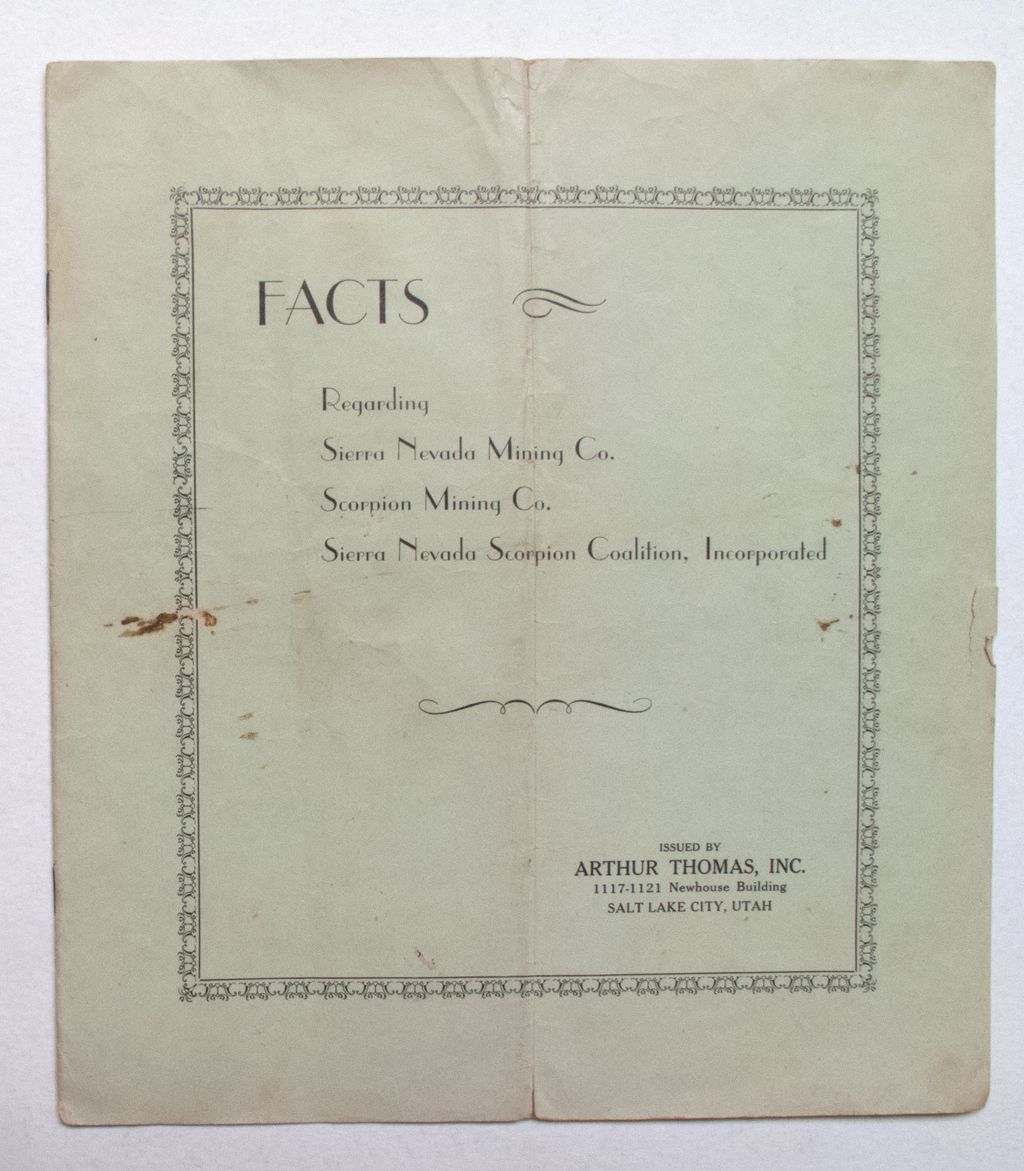 FACTS
Regarding
Sierra Nevada Mining Co.
Scorpion Mining Co.
Sierra Nevada Scorpion Coalition, Incorporated
ISSUED BY
ARTHUR THOMAS, INC.
1117-1121 Newhouse Building
SALT LAKE CITY, UTAH